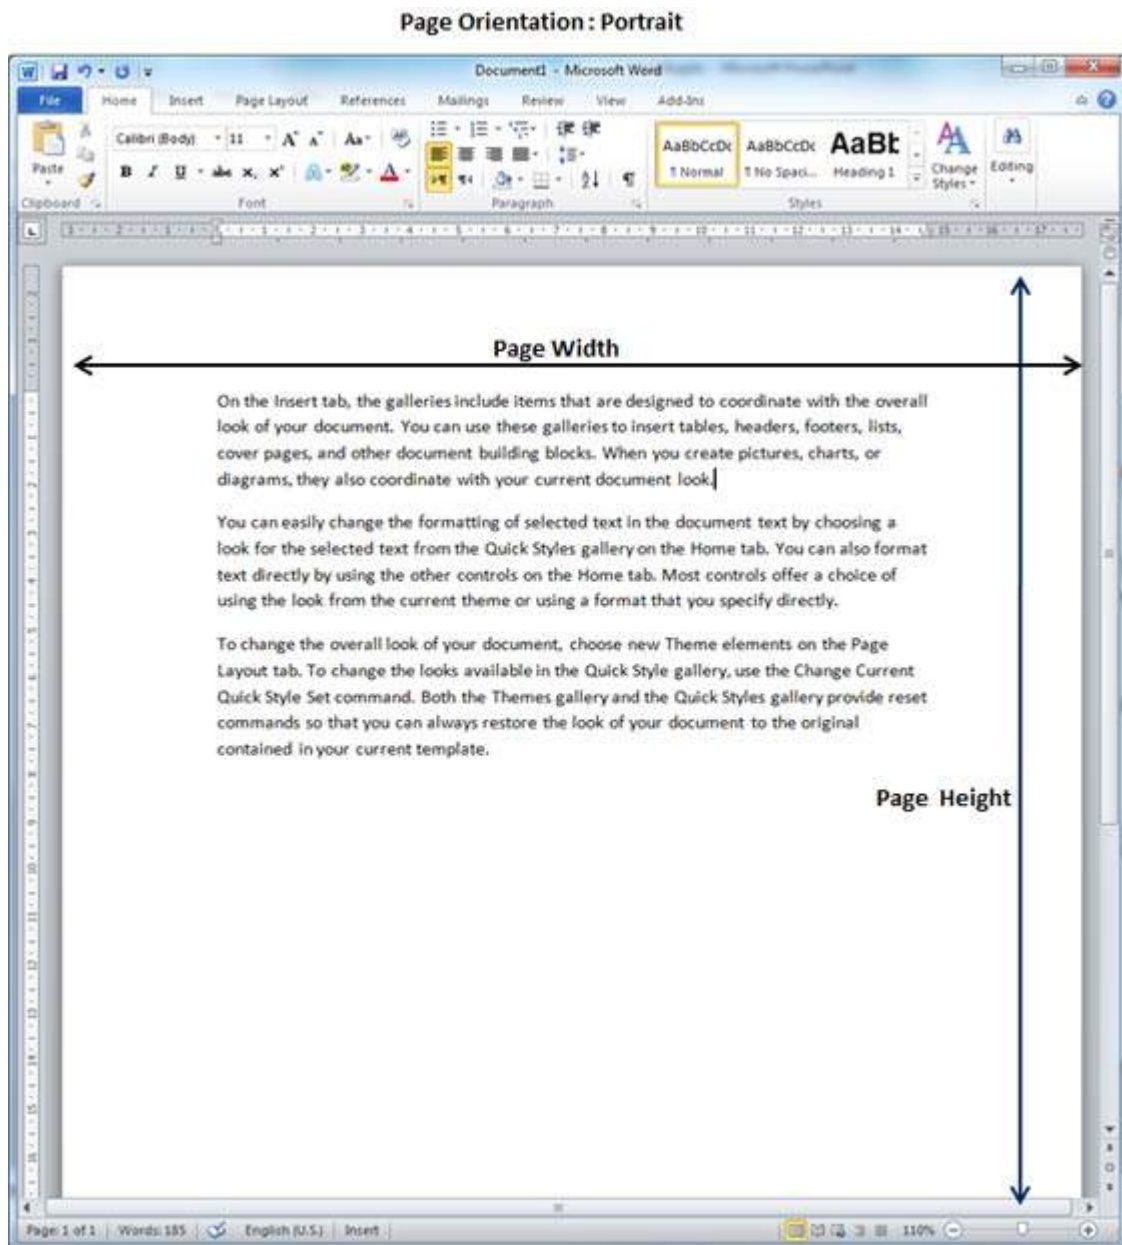 Page Orientation : Portrait
Document1 - Microsoft Word
File Home Insert Page Layout References Mailings Review View Add-Ins
Calibri (Body) 11 A A Aa
AaBbCcDc AaBbCcDc AaBb
Paste
B I U abc x, x² A A
¶ Normal ¶ No Spaci... Heading 1
Change Styles
Editing
Clipboard Font Paragraph Styles
Page Width
On the Insert tab, the galleries include items that are designed to coordinate with the overall
look of your document. You can use these galleries to insert tables, headers, footers, lists,
cover pages, and other document building blocks. When you create pictures, charts, or
diagrams, they also coordinate with your current document look.
You can easily change the formatting of selected text in the document text by choosing a
look for the selected text from the Quick Styles gallery on the Home tab. You can also format
text directly by using the other controls on the Home tab. Most controls offer a choice of
using the look from the current theme or using a format that you specify directly.
To change the overall look of your document, choose new Theme elements on the Page
Layout tab. To change the looks available in the Quick Style gallery, use the Change Current
Quick Style Set command. Both the Themes gallery and the Quick Styles gallery provide reset
commands so that you can always restore the look of your document to the original
contained in your current template.
Page Height
Page: 1 of 1 Words: 185 English (U.S.) Insert 110%